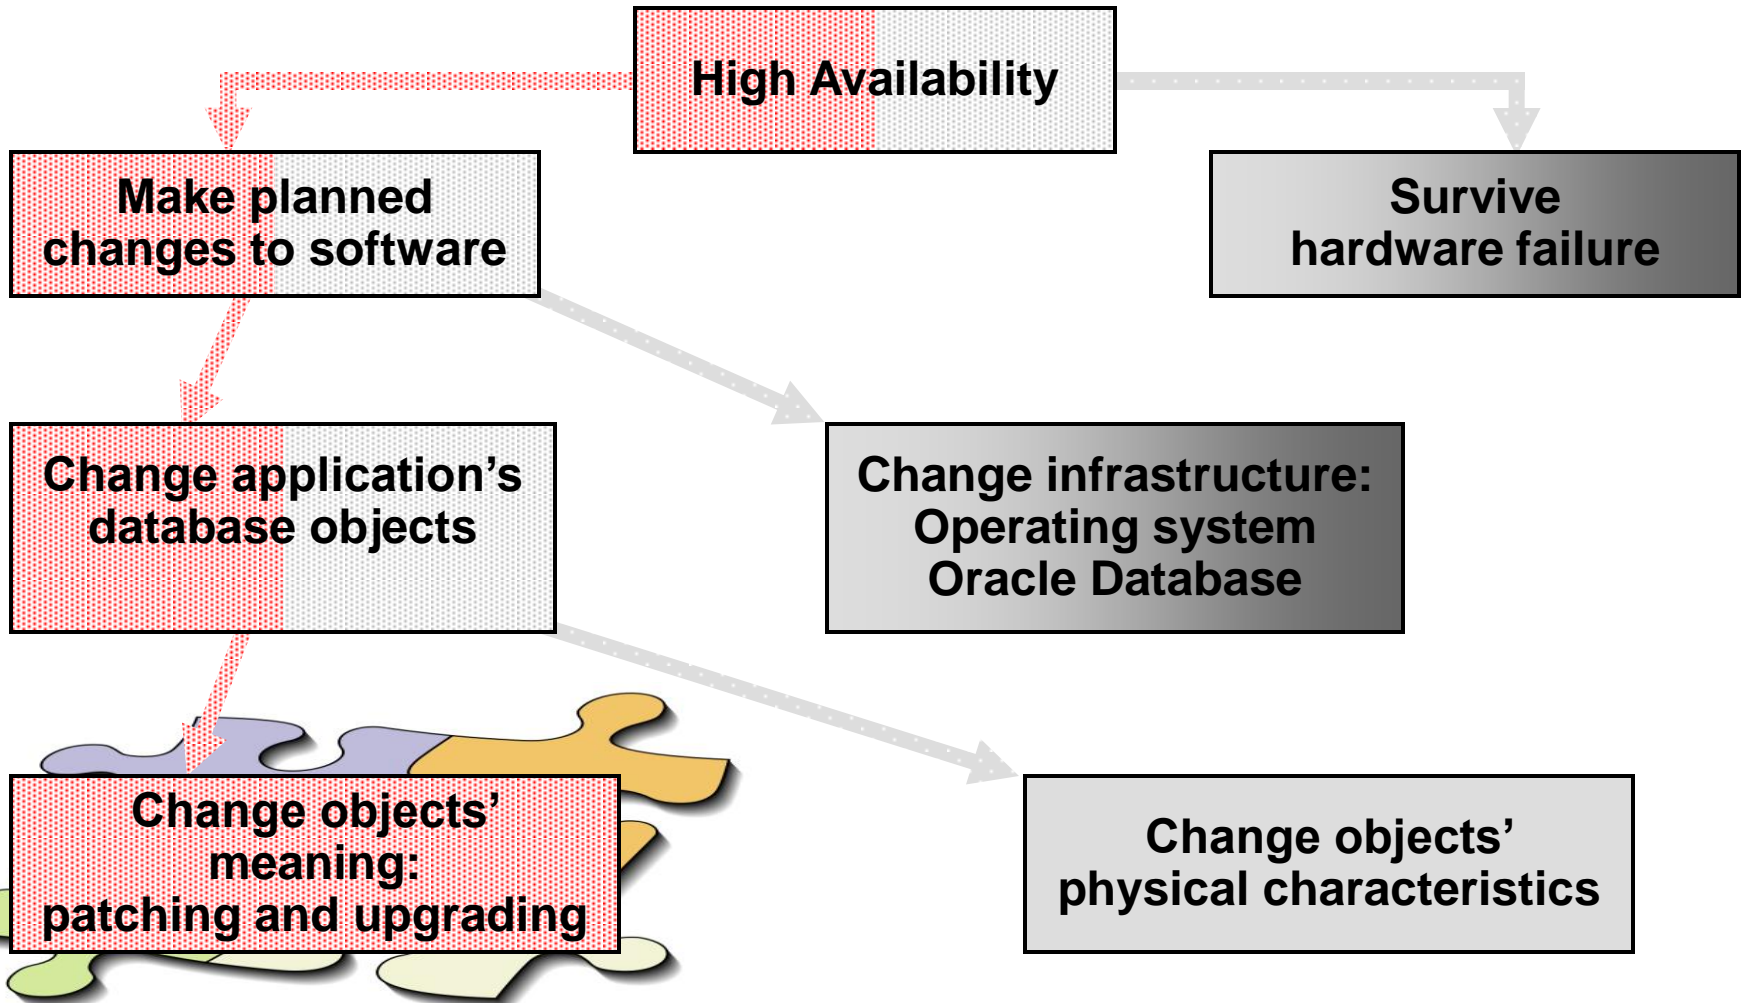 High Availability
Make planned
changes to software
Survive
hardware failure
Change application’s
database objects
Change infrastructure:
Operating system
Oracle Database
Change objects’
meaning:
patching and upgrading
Change objects’
physical characteristics